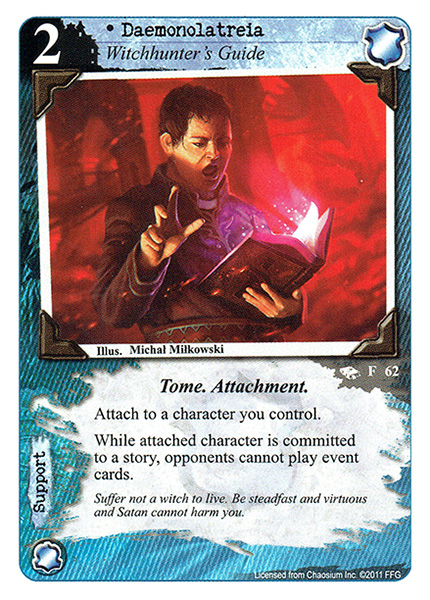 2
• Daemonolatreia
Witchhunter's Guide
Illus. Michał Miłkowski
F 62
Tome. Attachment.
Attach to a character you control.
While attached character is committed
to a story, opponents cannot play event
cards.
Suffer not a witch to live. Be steadfast and virtuous
and Satan cannot harm you.
Support
Licensed from Chaosium Inc. ©2011 FFG